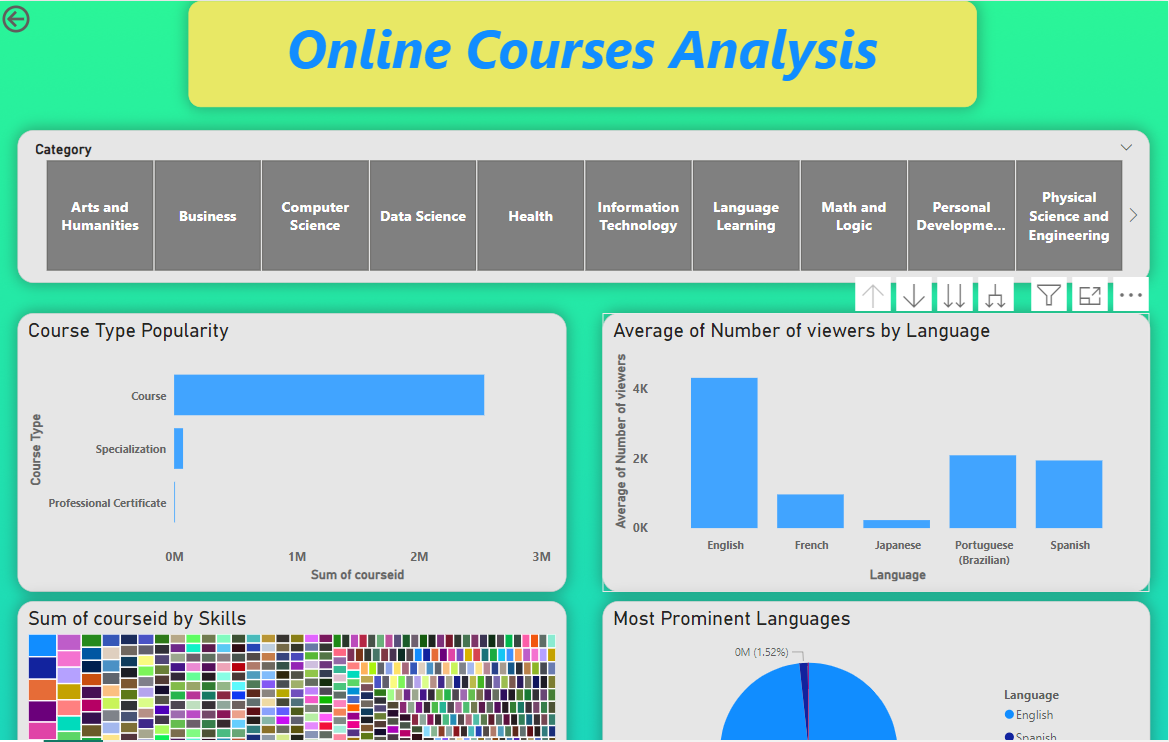 Online Courses Analysis
Category
Arts and
Humanities
Business
Computer
Science
Data Science
Health
Information
Technology
Language
Learning
Math and
Logic
Personal
Developme...
Physical
Science and
Engineering
Course Type Popularity
Course Type
Course
Specialization
Professional Certificate
0M 1M 2M 3M
Sum of courseid
Average of Number of viewers by Language
Average of Number of viewers
4K
2K
0K
English
French
Japanese
Portuguese
(Brazilian)
Spanish
Language
Sum of courseid by Skills
Most Prominent Languages
0M (1.52%)
Language
English
Spanish